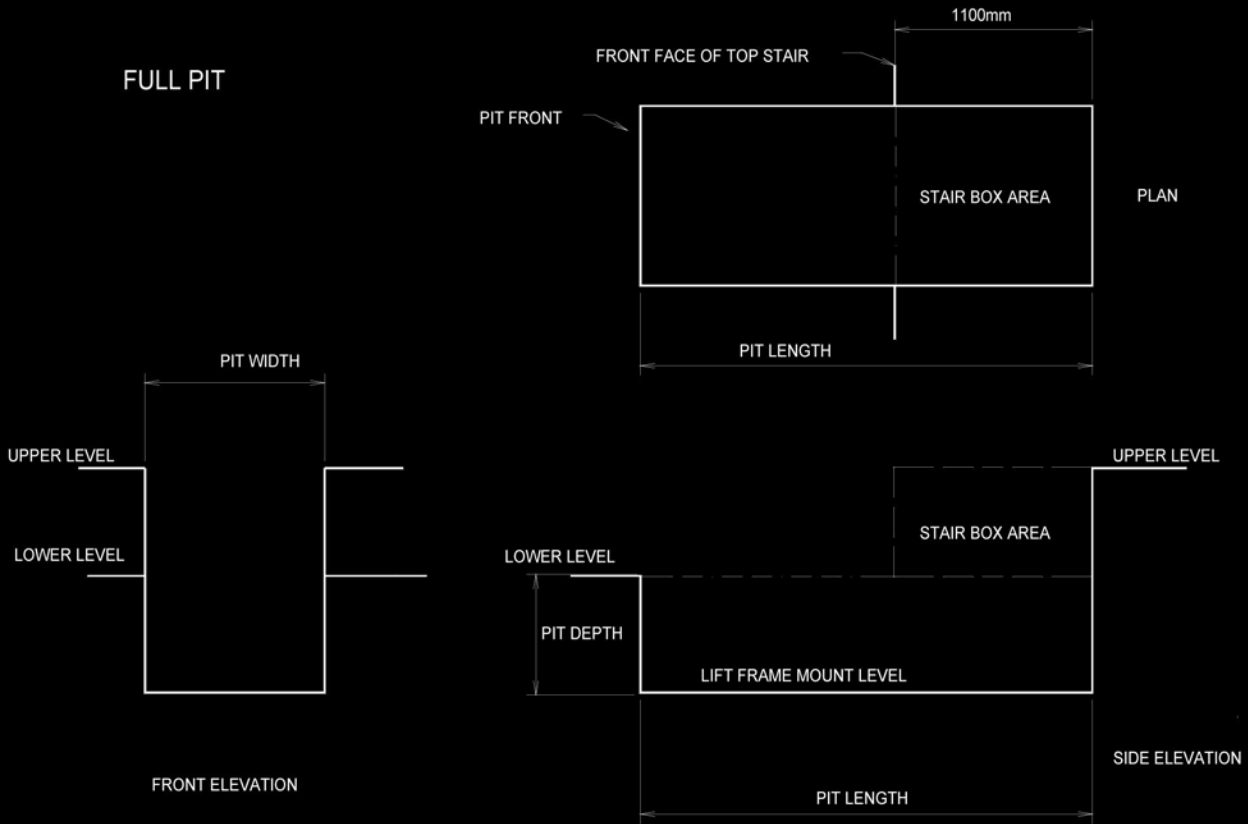 1100mm
FRONT FACE OF TOP STAIR
FULL PIT
PIT FRONT
STAIR BOX AREA
PLAN
PIT LENGTH
PIT WIDTH
UPPER LEVEL
UPPER LEVEL
STAIR BOX AREA
LOWER LEVEL
LOWER LEVEL
PIT DEPTH
LIFT FRAME MOUNT LEVEL
SIDE ELEVATION
FRONT ELEVATION
PIT LENGTH